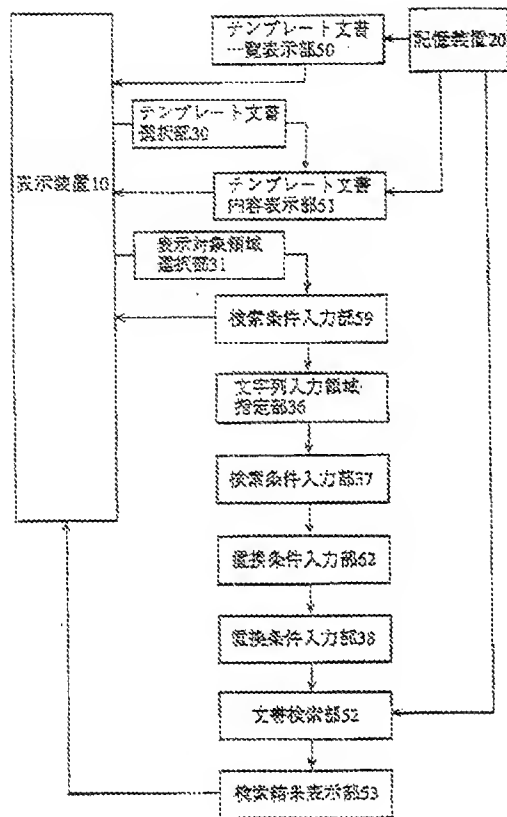 テンプレート文書
一覧表示部50
記憶装置20
テンプレート文書
選択部30
表示装置10
テンプレート文書
内容表示部51
表示対象領域
選択部31
検索条件入力部59
文字列入力領域
指定部36
検索条件入力部37
置換条件入力部62
置換条件入力部38
文書検索部52
検索結果表示部53